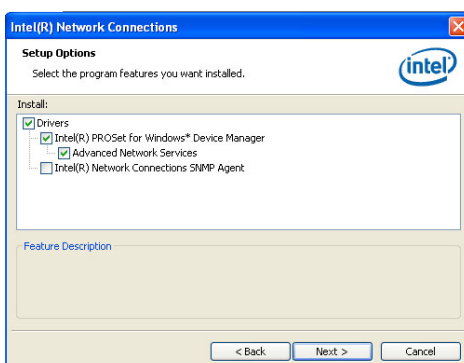 Intel(R) Network Connections
Setup Options
Select the program features you want installed.
intel
Install:
Drivers
Intel(R) PROSet for Windows* Device Manager
Advanced Network Services
Intel(R) Network Connections SNMP Agent
Feature Description
< Back
Next >
Cancel